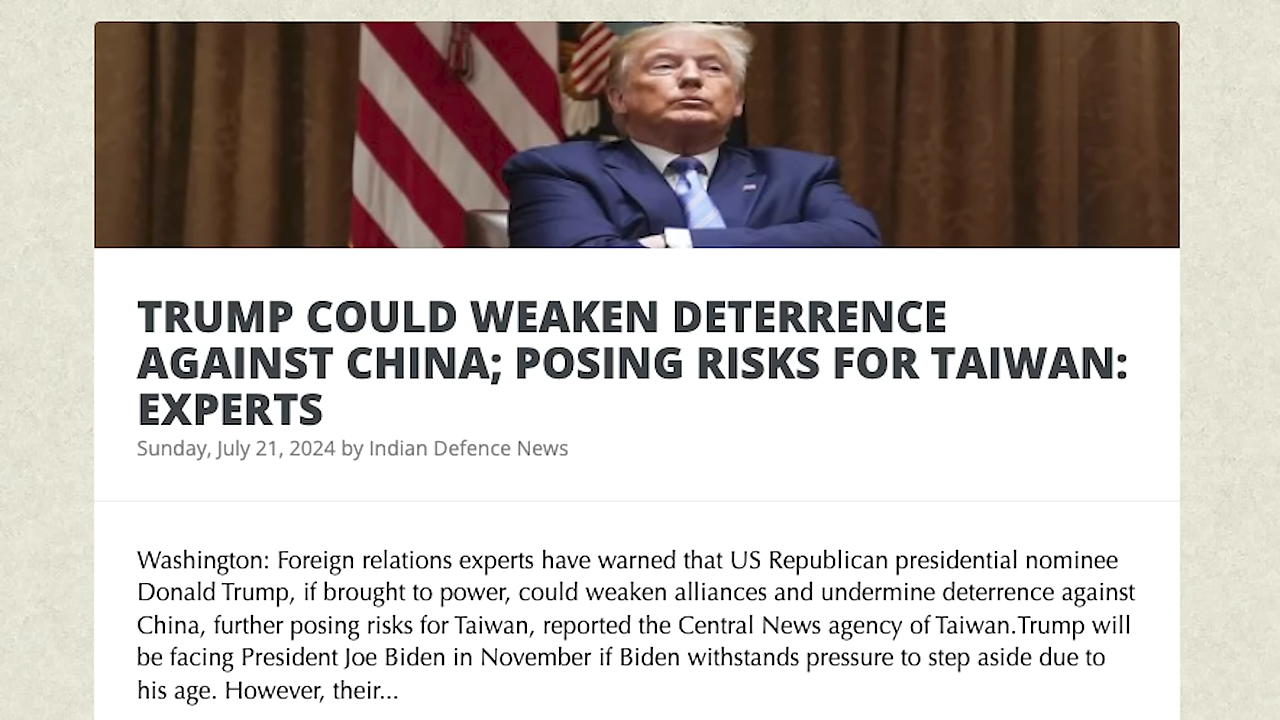 TRUMP COULD WEAKEN DETERRENCE
AGAINST CHINA; POSING RISKS FOR TAIWAN:
EXPERTS
Sunday, July 21, 2024 by Indian Defence News
Washington: Foreign relations experts have warned that US Republican presidential nominee
Donald Trump, if brought to power, could weaken alliances and undermine deterrence against
China, further posing risks for Taiwan, reported the Central News agency of Taiwan.Trump will
be facing President Joe Biden in November if Biden withstands pressure to step aside due to
his age. However, their...